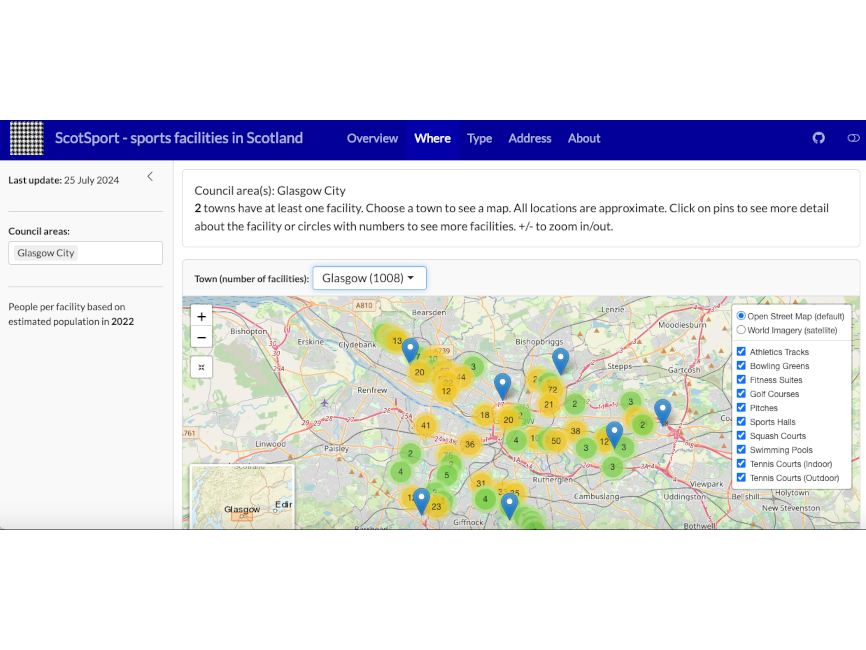 ScotSport - sports facilities in Scotland
Overview
Where
Type
Address
About
Last update: 25 July 2024
Council areas:
Glasgow City
People per facility based on
estimated population in 2022
Council area(s): Glasgow City
2 towns have at least one facility. Choose a town to see a map. All locations are approximate. Click on pins to see more detail
about the facility or circles with numbers to see more facilities. +/- to zoom in/out.
Town (number of facilities):
Glasgow (1008)
+
−
Open Street Map (default)
World Imagery (satellite)
Athletics Tracks
Bowling Greens
Fitness Suites
Golf Courses
Pitches
Sports Halls
Squash Courts
Swimming Pools
Tennis Courts (Indoor)
Tennis Courts (Outdoor)
A810
Bearsden
Lenzie
Moodiesburn
Bishopton
Erskine
Clydebank
Bishopbriggs
13
20
3
12
Stepps
Gartcosh
72
Renfrew
21
2
3
18
20
2
41
36
4
50
38
12
3
3
761
Linwood
Paisley
2
4
5
3
31
4
Rutherglen
Cambuslang
Uddingston
Viewpark
Bellshill
Holytown
New Stevenston
23
Giffnock
Bothwell
Glasgow
Edir